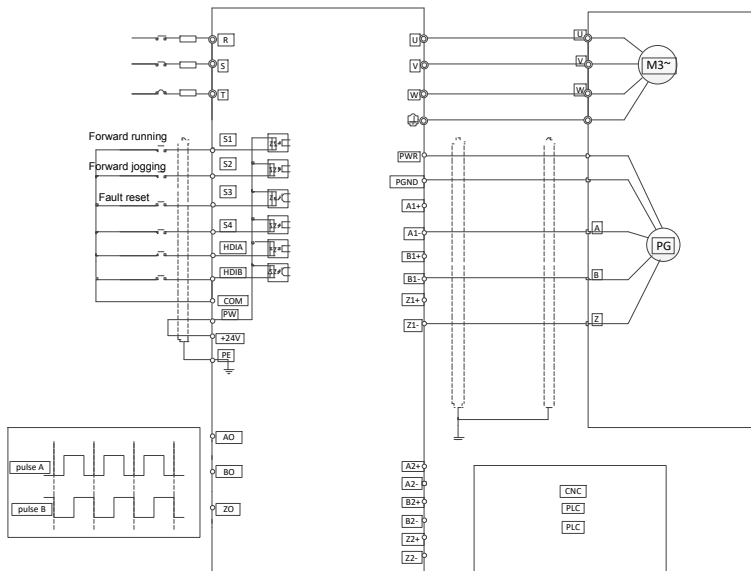 R
S
T
Forward running
S1
Forward jogging
S2
Fault reset
S3
S4
HDIA
HDIB
COM
PW
+24V
PE
U
V
W
U
V
W
M3~
PWR
PGND
A1+
A1-
B1+
B1-
Z1+
Z1-
A
B
Z
PG
pulse A
pulse B
AO
BO
ZO
A2+
A2-
B2+
B2-
Z2+
Z2-
CNC
PLC
PLC